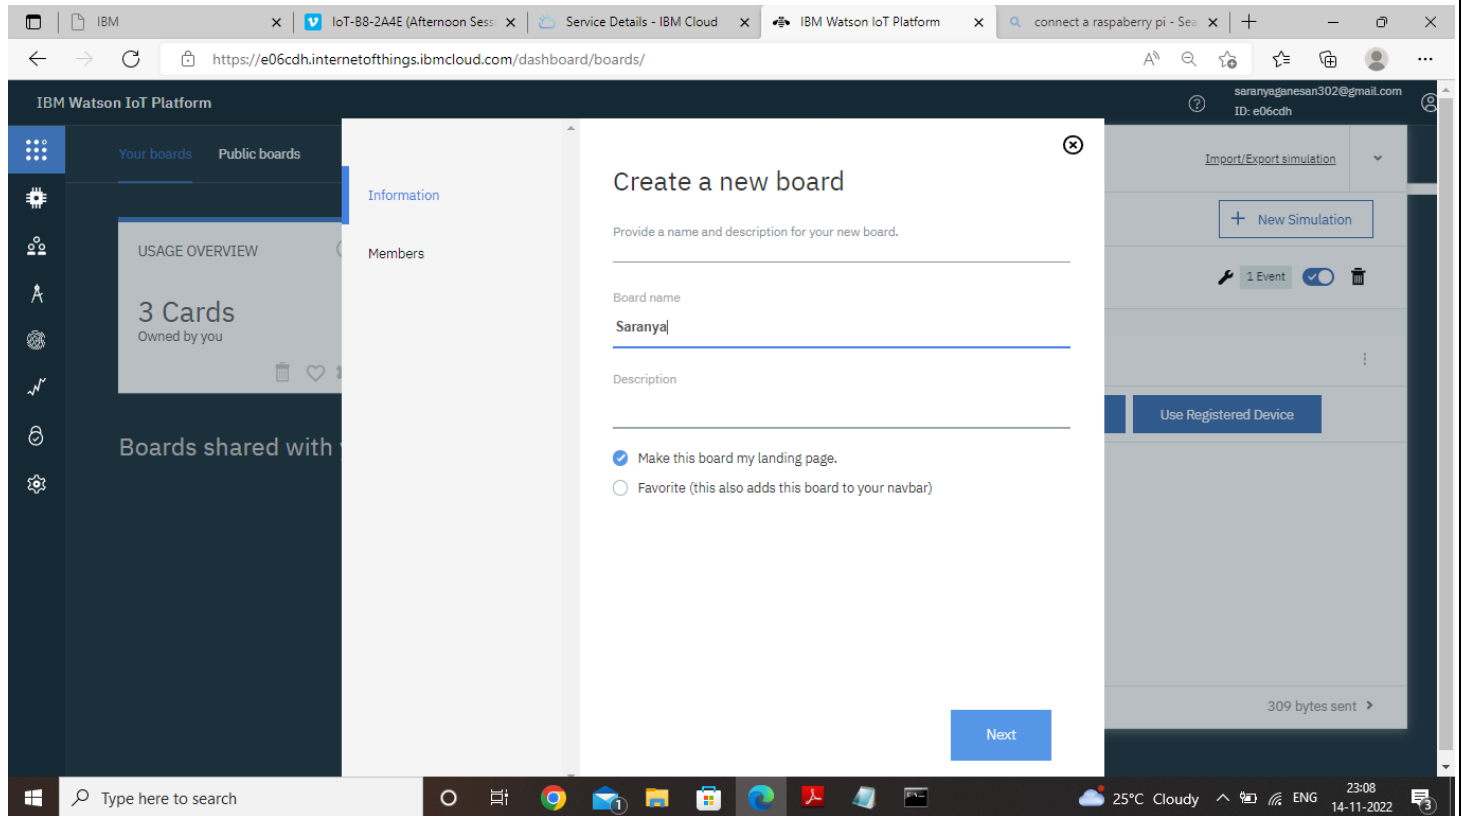 IBM
IoT-B8-2A4E (Afternoon Sess
Service Details - IBM Cloud
IBM Watson IoT Platform
connect a raspaberry pi - Sea
https://e06cdh.internetofthings.ibmcloud.com/dashboard/boards/
IBM Watson IoT Platform
saranyaganesan302@gmail.com
ID: e06cdh
Your boards
Public boards
Import/Export simulation
Information
Members
Create a new board
Provide a name and description for your new board.
New Simulation
USAGE OVERVIEW
1 Event
3 Cards
Owned by you
Board name
Saranya
Description
Use Registered Device
Boards shared with
Make this board my landing page.
Favorite (this also adds this board to your navbar)
309 bytes sent
Next
Type here to search
1
25°C Cloudy
ENG
23:08
14-11-2022
3